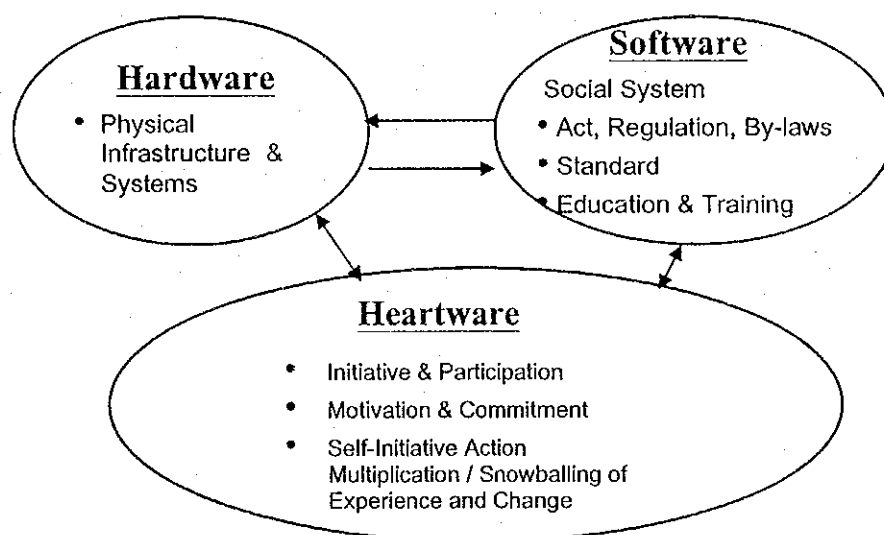 Hardware
• Physical
Infrastructure &
Systems
Software
Social System
• Act, Regulation, By-laws
• Standard
• Education & Training
Heartware
• Initiative & Participation
• Motivation & Commitment
• Self-Initiative Action
Multiplication / Snowballing of
Experience and Change